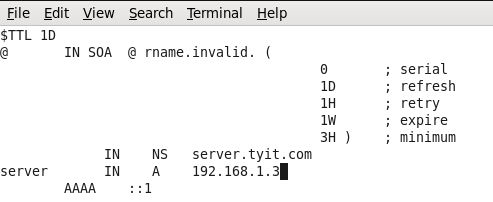 File Edit View Search Terminal Help
$TTL 1D
@ IN SOA @ rname.invalid. (
0 ; serial
1D ; refresh
1H ; retry
1W ; expire
3H ) ; minimum
IN NS server.tyit.com
server IN A 192.168.1.3
AAAA ::1